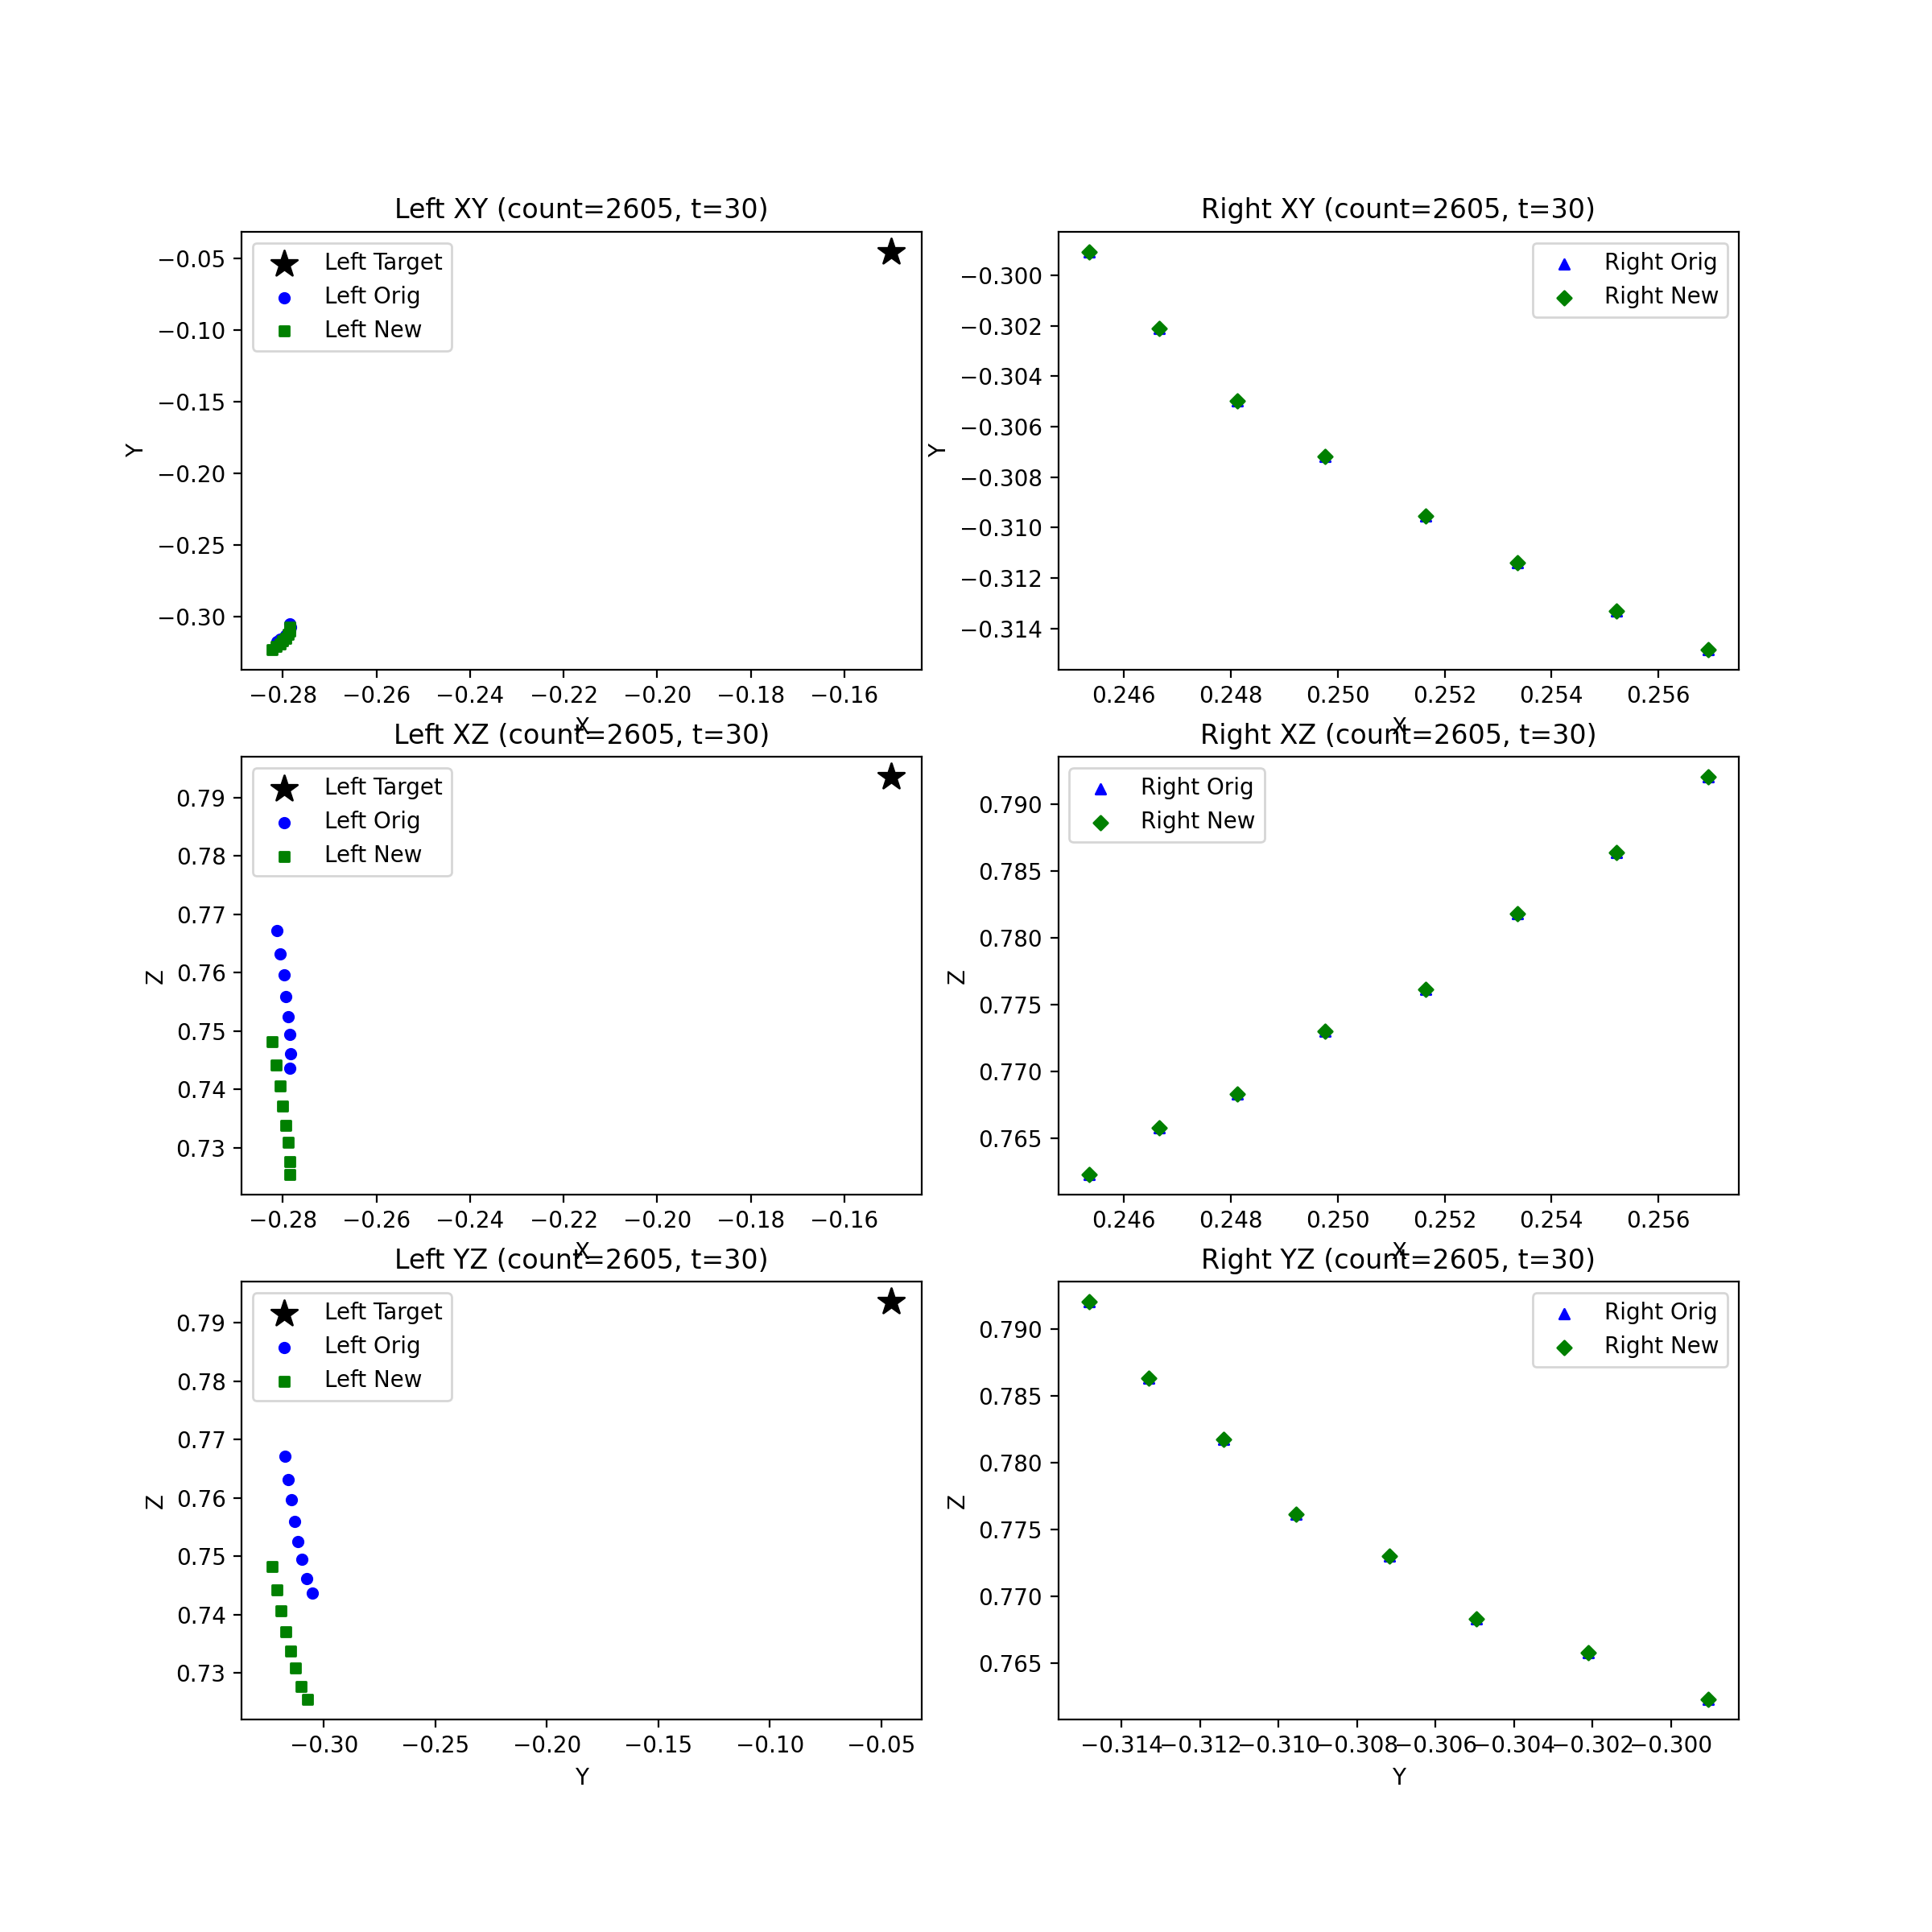 Left XY (count=2605, t=30)
Left Target
Left Orig
Left New
Y
−0.05
−0.10
−0.15
−0.20
−0.25
−0.30
−0.28 −0.26 −0.24 −0.22 −0.20 −0.18 −0.16
X
Right XY (count=2605, t=30)
Right Orig
Right New
Y
−0.300
−0.302
−0.304
−0.306
−0.308
−0.310
−0.312
−0.314
0.246 0.248 0.250 0.252 0.254 0.256
X
Left XZ (count=2605, t=30)
Left Target
Left Orig
Left New
Z
0.79
0.78
0.77
0.76
0.75
0.74
0.73
−0.28 −0.26 −0.24 −0.22 −0.20 −0.18 −0.16
X
Right XZ (count=2605, t=30)
Right Orig
Right New
Z
0.790
0.785
0.780
0.775
0.770
0.765
0.246 0.248 0.250 0.252 0.254 0.256
X
Left YZ (count=2605, t=30)
Left Target
Left Orig
Left New
Z
0.79
0.78
0.77
0.76
0.75
0.74
0.73
−0.30 −0.25 −0.20 −0.15 −0.10 −0.05
Y
Right YZ (count=2605, t=30)
Right Orig
Right New
Z
0.790
0.785
0.780
0.775
0.770
0.765
−0.314 −0.312 −0.310 −0.308 −0.306 −0.304 −0.302 −0.300
Y